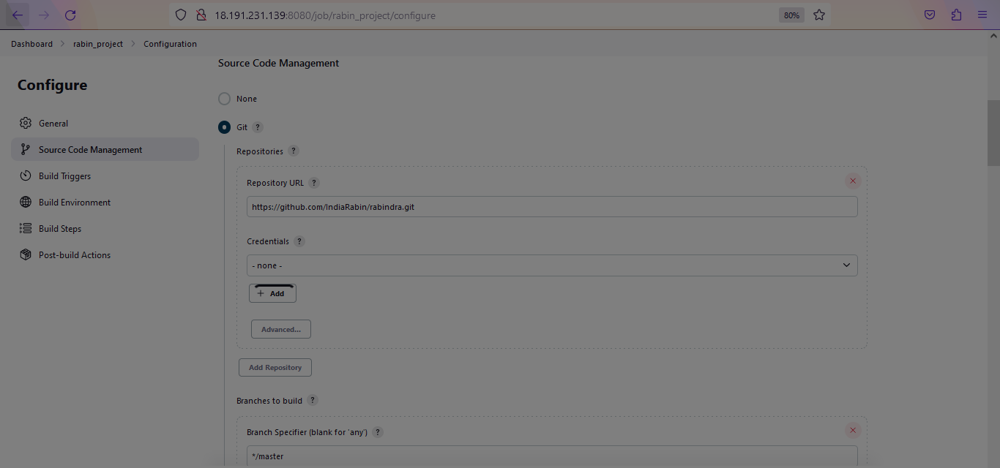 18.191.231.139:8080/job/rabin_project/configure
80%
Dashboard > rabin_project > Configuration
Configure
General
Source Code Management
Build Triggers
Build Environment
Build Steps
Post-build Actions
Source Code Management
None
Git ?
Repositories ?
Repository URL ?
https://github.com/IndiaRabin/rabindra.git
Credentials ?
- none -
+ Add
Advanced...
Add Repository
Branches to build ?
Branch Specifier (blank for 'any') ?
*/master